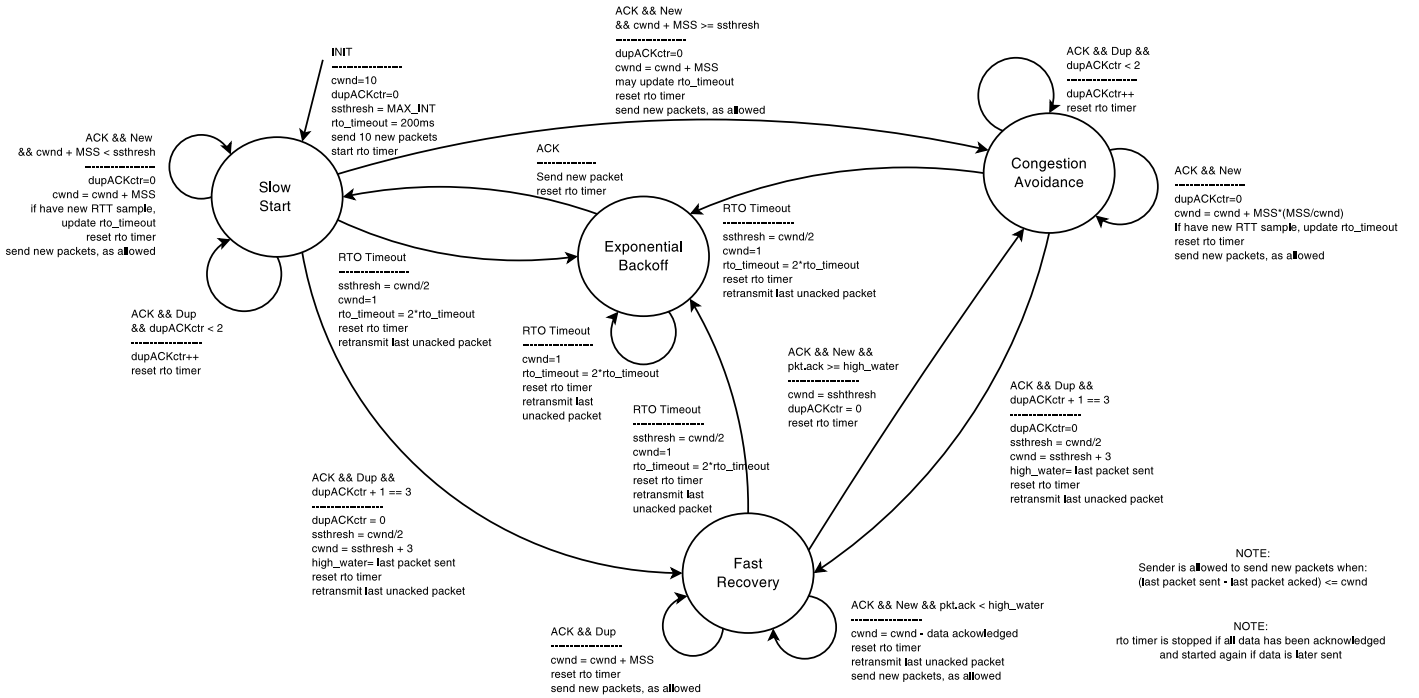 INIT
------------------
cwnd=10
dupACKctr=0
ssthresh = MAX_INT
rto_timeout = 200ms
send 10 new packets
start rto timer
ACK && New
&& cwnd + MSS >= ssthresh
------------------
dupACKctr=0
cwnd = cwnd + MSS
may update rto_timeout
reset rto timer
send new packets, as allowed
ACK && Dup &&
dupACKctr < 2
------------------
dupACKctr++
reset rto timer
ACK && New
&& cwnd + MSS < ssthresh
------------------
dupACKctr=0
cwnd = cwnd + MSS
if have new RTT sample,
update rto_timeout
reset rto timer
send new packets, as allowed
Slow
Start
ACK
---------------
Send new packet
reset rto timer
Congestion
Avoidance
ACK && New
------------------
dupACKctr=0
cwnd = cwnd + MSS*(MSS/cwnd)
If have new RTT sample, update rto_timeout
reset rto timer
send new packets, as allowed
Exponential
Backoff
RTO Timeout
------------------
ssthresh = cwnd/2
cwnd=1
rto_timeout = 2*rto_timeout
reset rto timer
retransmit last unacked packet
RTO Timeout
------------------
ssthresh = cwnd/2
cwnd=1
rto_timeout = 2*rto_timeout
reset rto timer
retransmit last unacked packet
ACK && Dup
&& dupACKctr < 2
------------------
dupACKctr++
reset rto timer
RTO Timeout
------------------
cwnd=1
rto_timeout = 2*rto_timeout
reset rto timer
retransmit last
unacked packet
ACK && New &&
pkt.ack >= high_water
------------------
cwnd = sshthresh
dupACKctr = 0
reset rto timer
ACK && Dup &&
dupACKctr + 1 == 3
------------------
dupACKctr=0
ssthresh = cwnd/2
cwnd = ssthresh + 3
high_water= last packet sent
reset rto timer
retransmit last unacked packet
RTO Timeout
------------------
ssthresh = cwnd/2
cwnd=1
rto_timeout = 2*rto_timeout
reset rto timer
retransmit last
unacked packet
ACK && Dup &&
dupACKctr + 1 == 3
------------------
dupACKctr = 0
ssthresh = cwnd/2
cwnd = ssthresh + 3
high_water= last packet sent
reset rto timer
retransmit last unacked packet
Fast
Recovery
NOTE:
Sender is allowed to send new packets when:
(last packet sent - last packet acked) <= cwnd
ACK && Dup
------------------
cwnd = cwnd + MSS
reset rto timer
send new packets, as allowed
ACK && New && pkt.ack < high_water
------------------
cwnd = cwnd - data ackowledged
reset rto timer
retransmit last unacked packet
send new packets, as allowed
NOTE:
rto timer is stopped if all data has been acknowledged
and started again if data is later sent